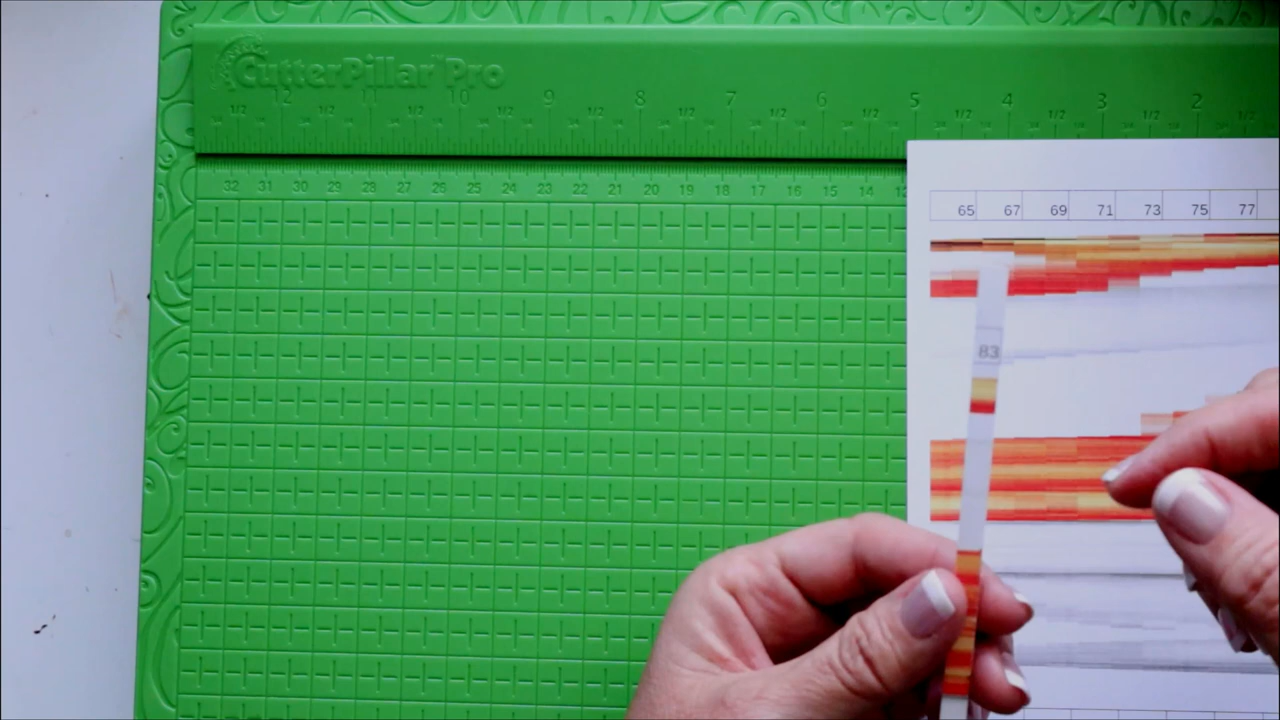 CutterPillar Pro
12 1/2 11 1/2 10 1/2 9 1/2 8 1/2 7 1/2 6 1/2 5 1/2 4 1/2 3 1/2 2 1/2
32 31 30 29 28 27 26 25 24 23 22 21 20 19 18 17 16 15 14
65 67 69 71 73 75 77
83